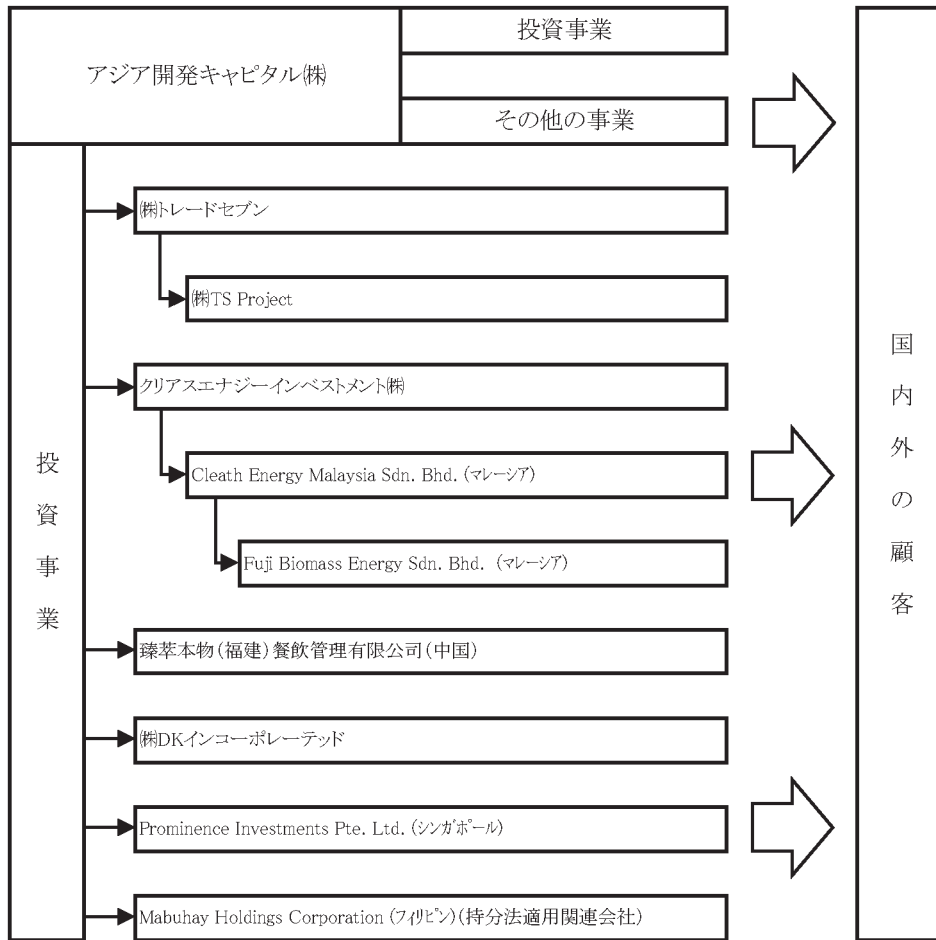 アジア開発キャピタル㈱
投資事業
その他の事業
㈱トレードセブン
㈱TS Project
クリアスエナジーインベストメント㈱
Cleath Energy Malaysia Sdn. Bhd. (マレーシア)
Fuji Biomass Energy Sdn. Bhd. (マレーシア)
臻萃本物(福建)餐飲管理有限公司(中国)
㈱DKインコーポレーテッド
Prominence Investments Pte. Ltd. (シンガポール)
Mabuhay Holdings Corporation (フィリピン)(持分法適用関連会社)
投資事業
国内外の顧客